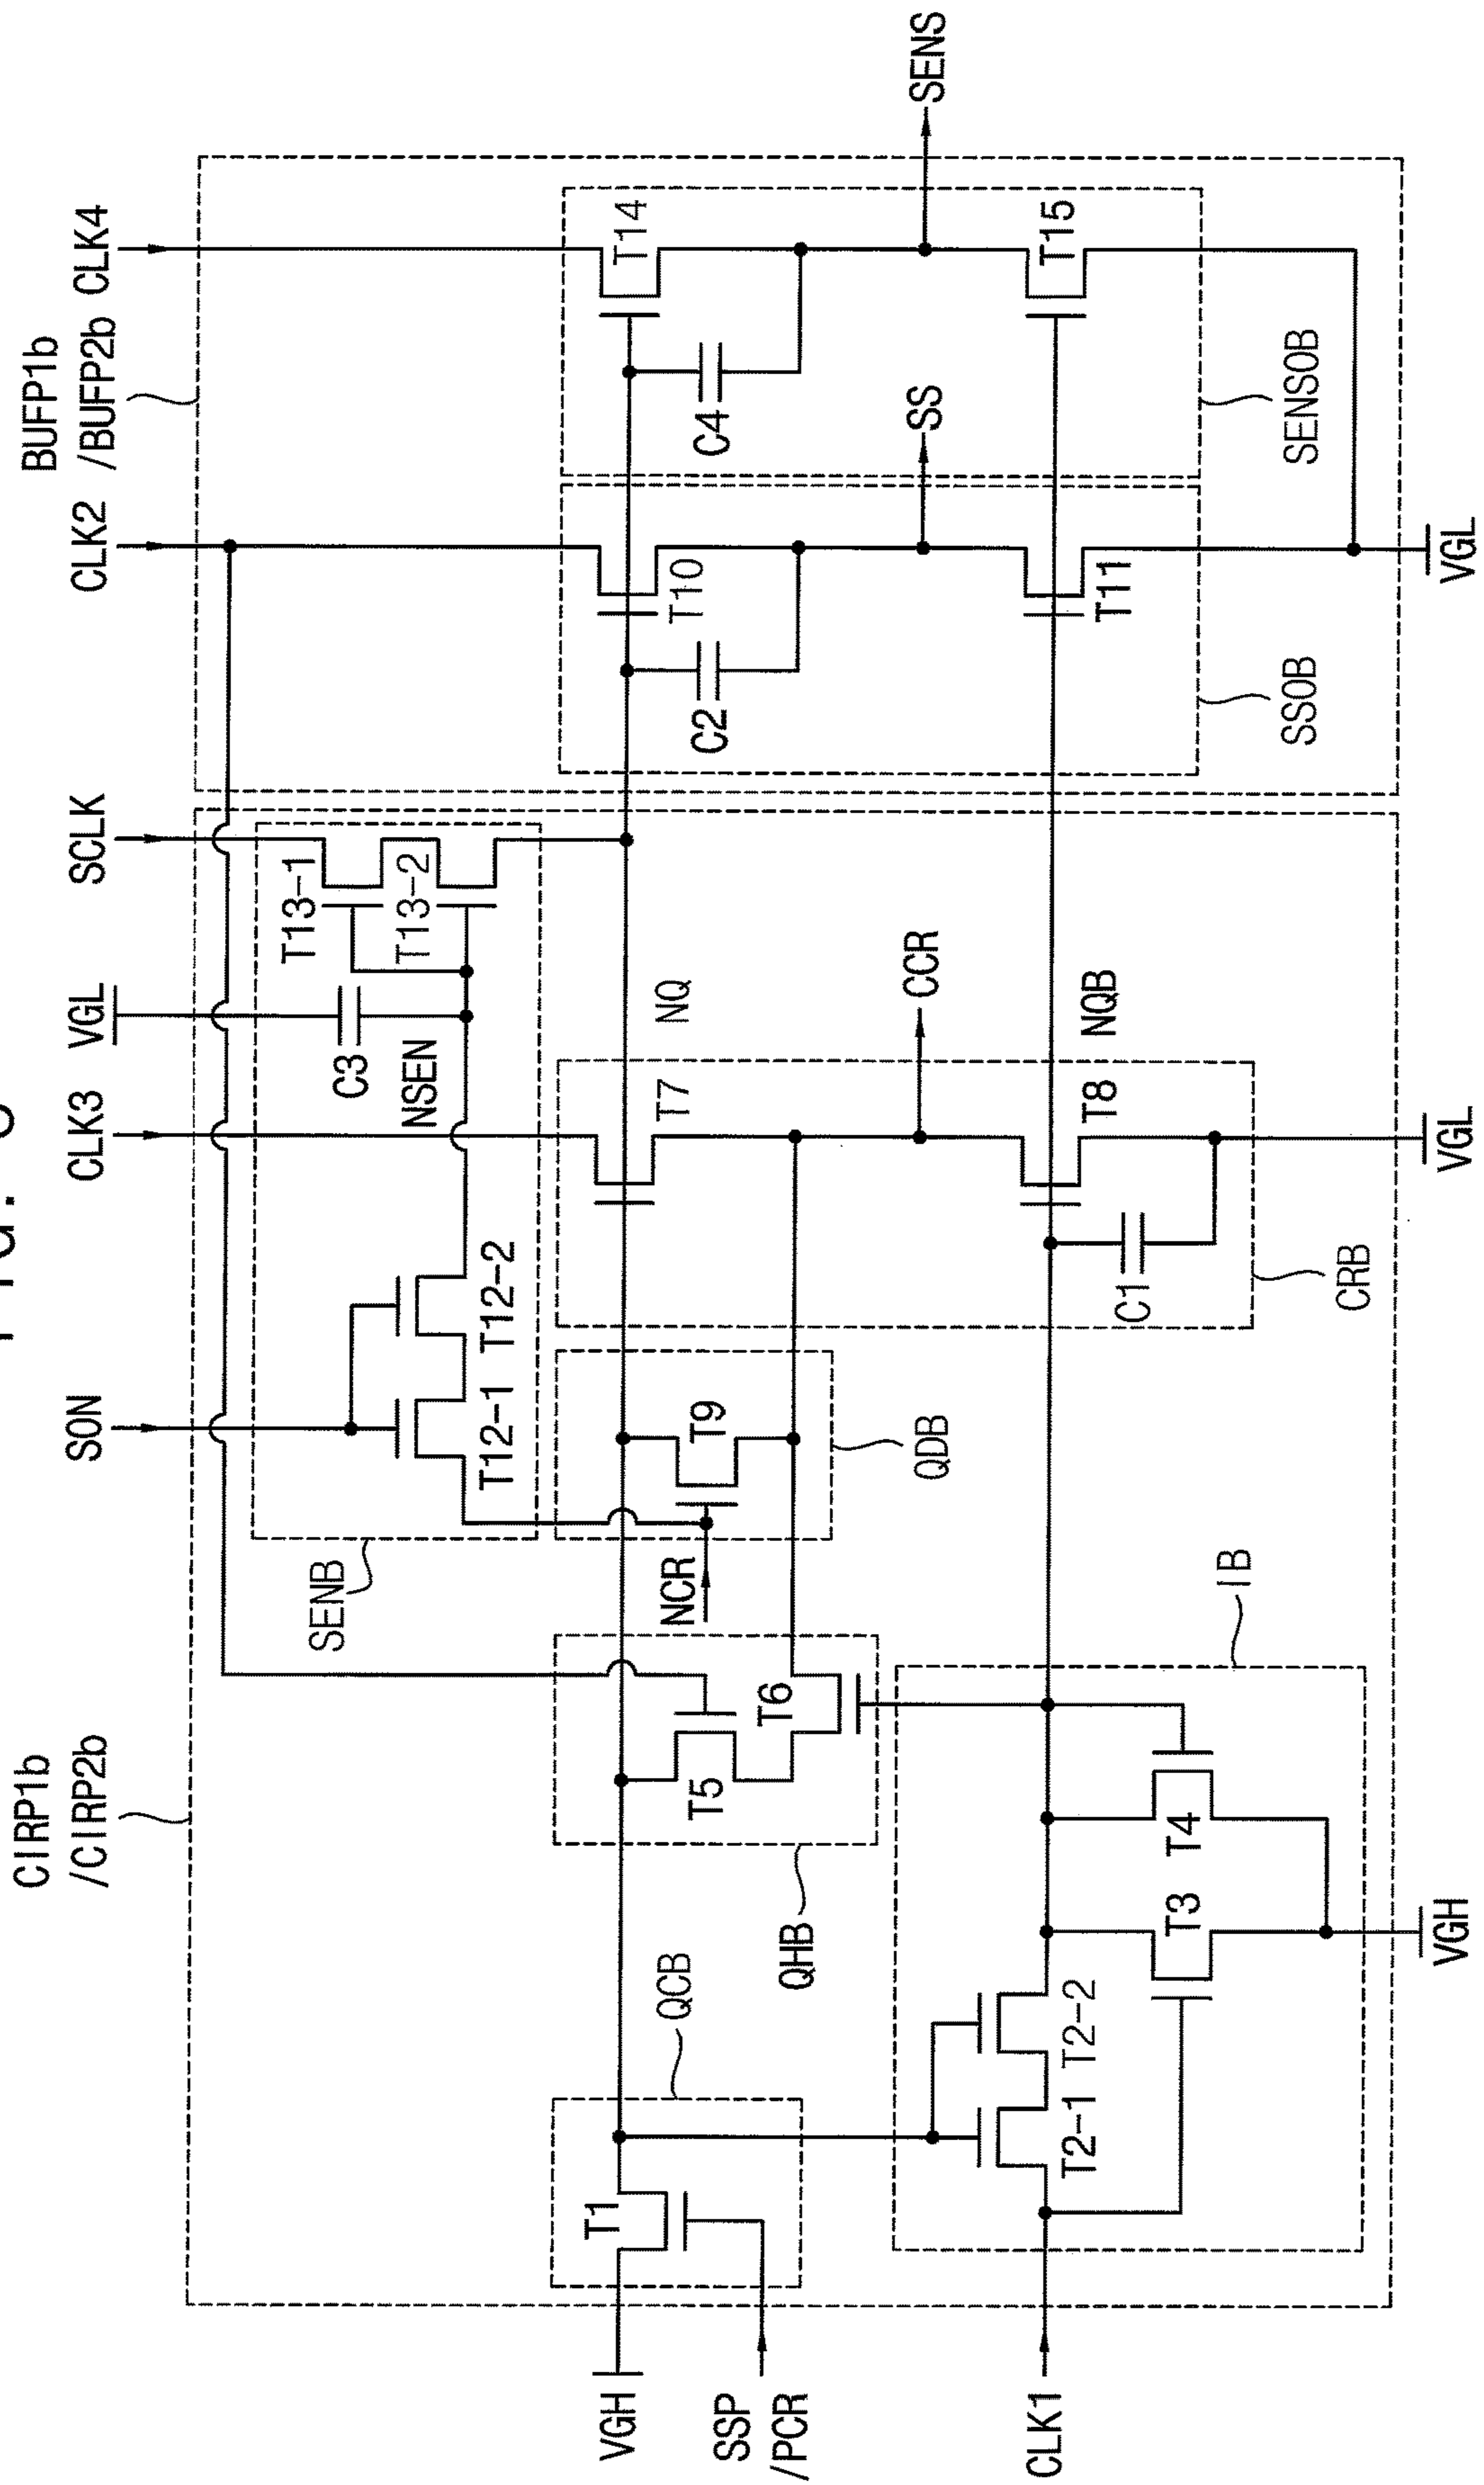 BUFP1b
/BUFP2b
CIRP1b
/CIRP2b
SON
CLK3
VGL
SCLK
CLK2
CLK4
SENB
T12-1
T12-2
NSEN
C3
T13-1
T13-2
VGH
T1
QCB
SSP
/PCR
T5
T6
QHB
NCR
T9
QDB
T7
NQ
CCR
T8
NQB
C1
CRB
VGL
C2
T10
SS
T11
SSOB
C4
T14
SENS
T15
SENSOB
VGL
CLK1
T2-1
T2-2
T3
T4
IB
VGH